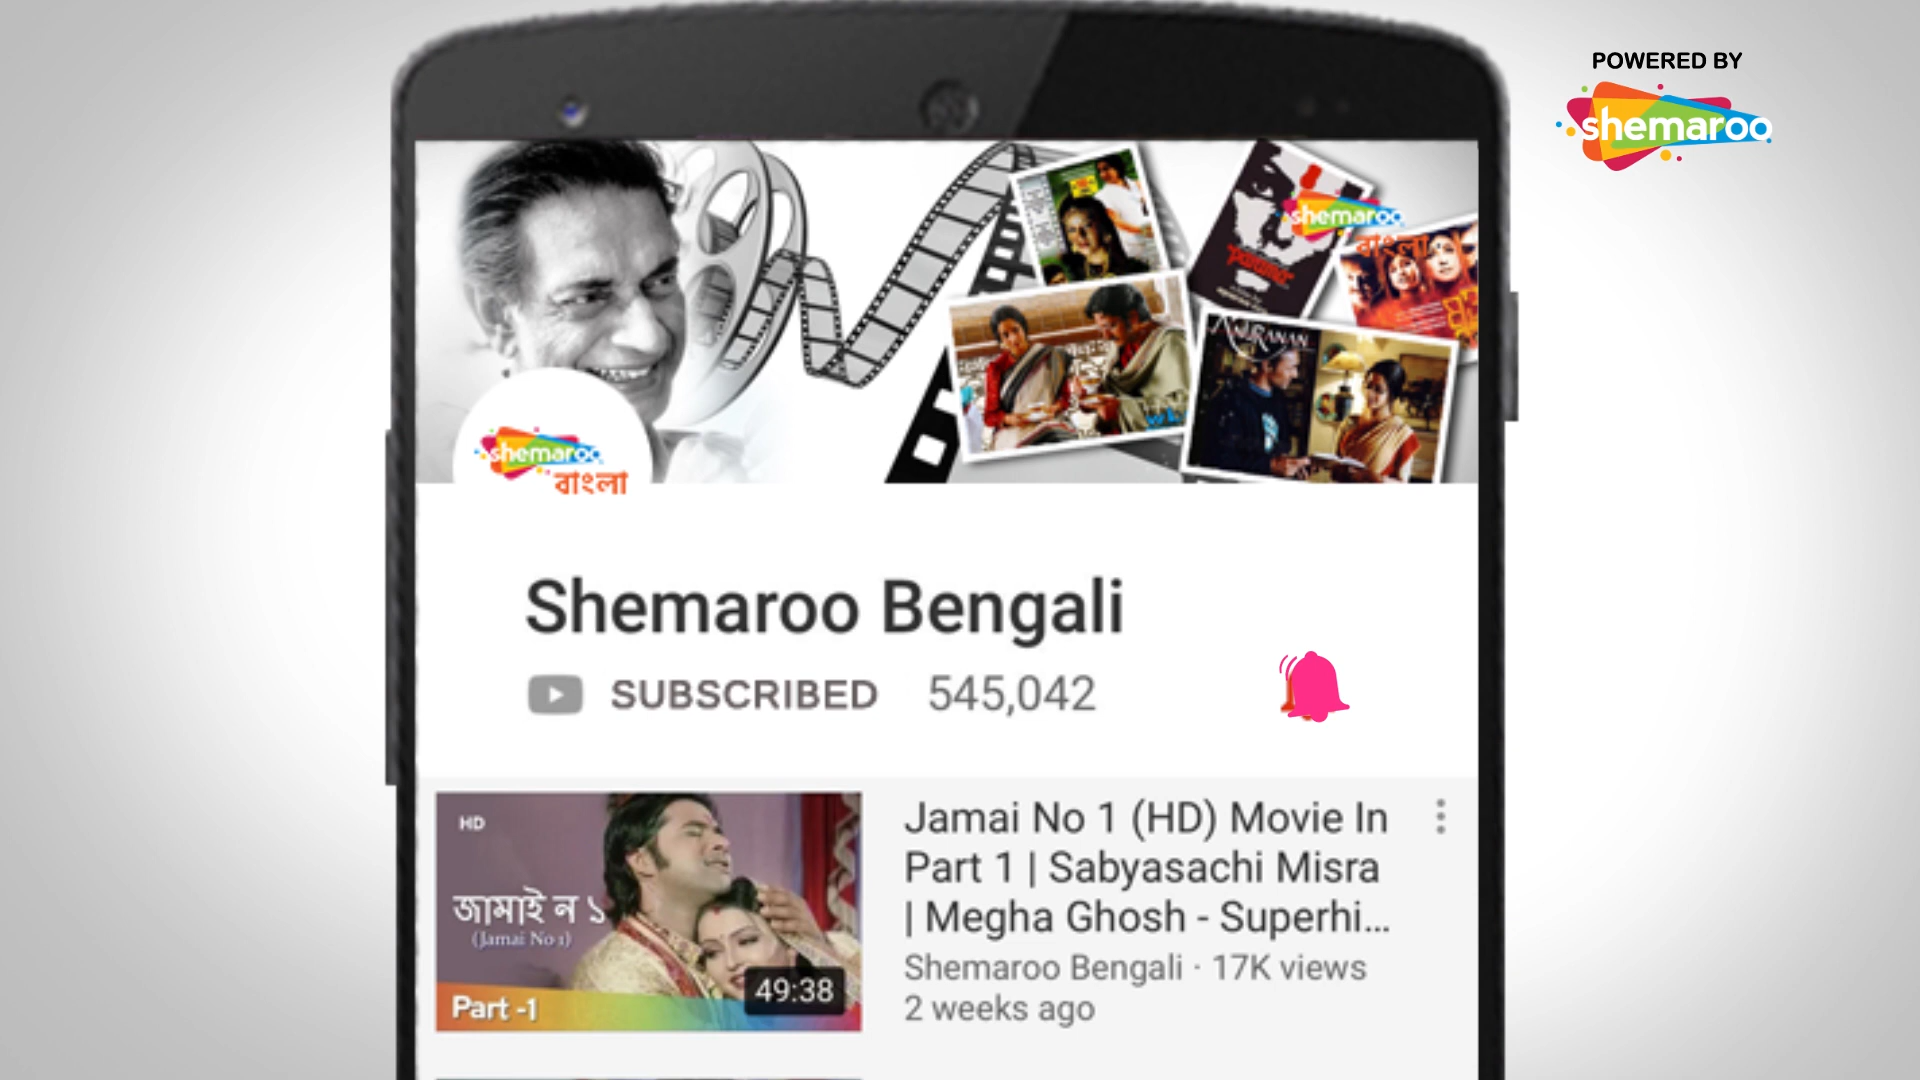 POWERED BY
shemaroo
shemaroo
বাংলা
ANURANAN
shemaroo
বাংলা
Shemaroo Bengali
SUBSCRIBED 545,042
HD
জামাই ন ১
(Jamai No 1)
Part -1
49:38
Jamai No 1 (HD) Movie In
Part 1 | Sabyasachi Misra
| Megha Ghosh - Superhi...
Shemaroo Bengali · 17K views
2 weeks ago